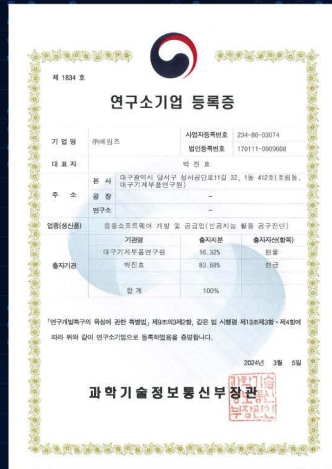 제 1834 호
연구소기업 등록증
기 업 명 ㈜에임즈 사업자등록번호 234-86-03074
법인등록번호 170111-0909608
대 표 자 박 진 효
주 소 본 사 대구광역시 달서구 성서공단로11길 32, 1동 412호(호림동,
대구기계부품연구원)
공 장 -
연구소 -
업종(생산품) 응용소프트웨어 개발 및 공급업(인공지능 활용 공구진단)
출자기관 기관명 출자지분 출자자산(항목)
대구기계부품연구원 16.32% 현물
박진효 83.68% 현금
합 계 100%
「연구개발특구의 육성에 관한 특별법」 제9조의3제2항, 같은 법 시행령 제13조제3항・제4항에
따라 위와 같이 연구소기업으로 등록하였음을 증명합니다.
2024년 3월 5일
과학기술정보통신부장관